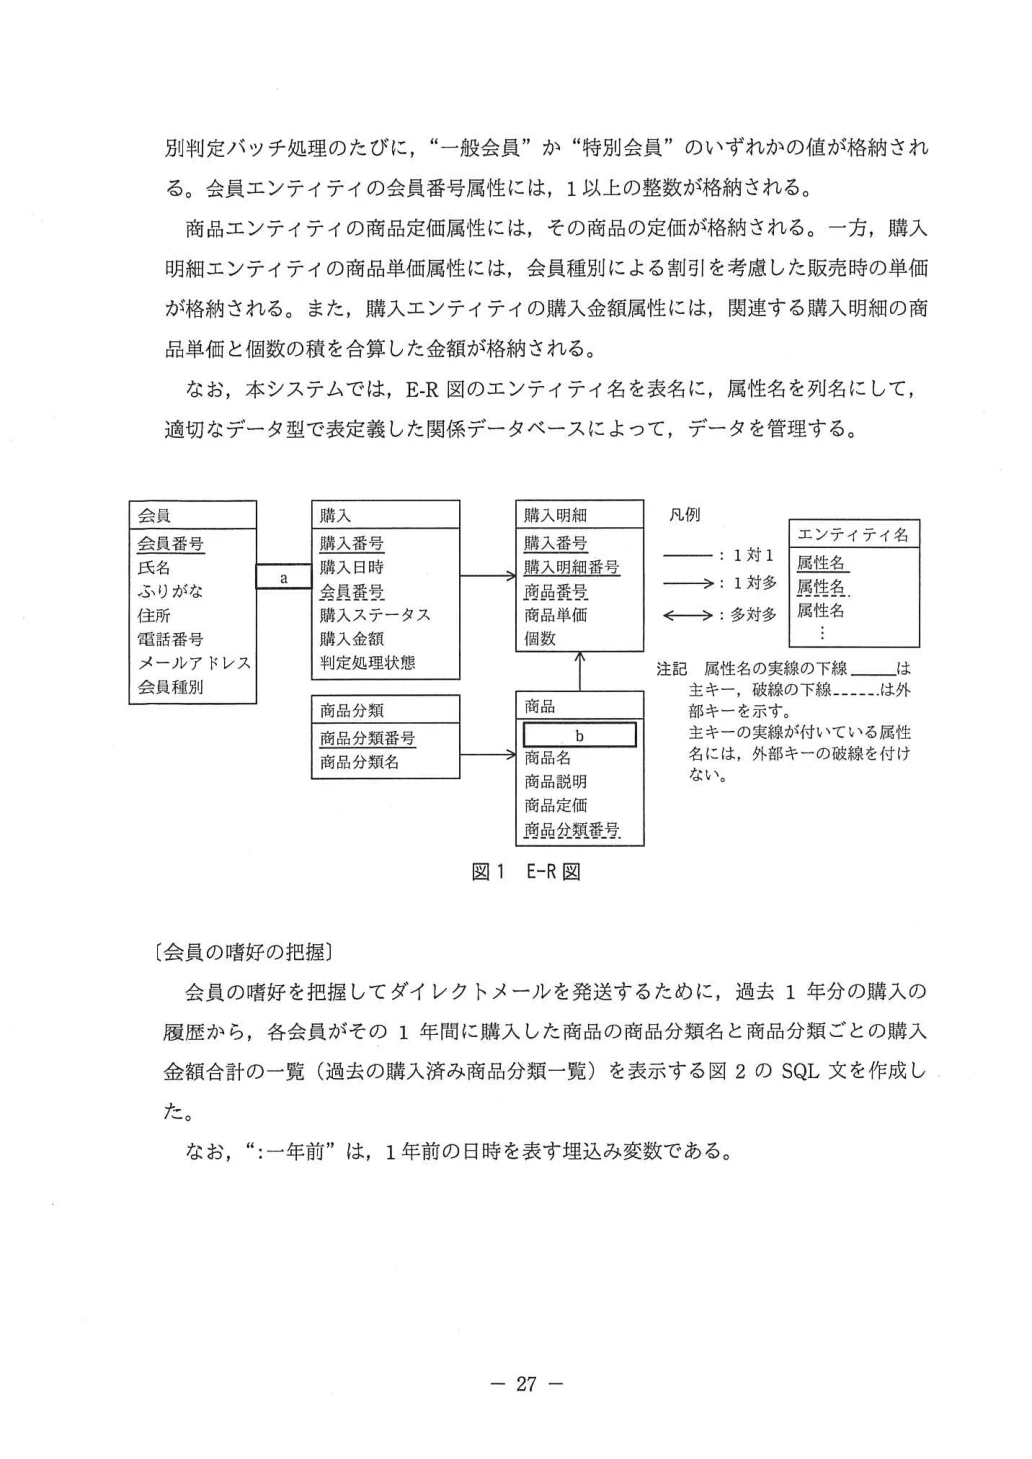 別判定バッチ処理のたびに，“一般会員”か“特別会員”のいずれかの値が格納され
る。会員エンティティの会員番号属性には，1以上の整数が格納される。
商品エンティティの商品定価属性には，その商品の定価が格納される。一方，購入
明細エンティティの商品単価属性には，会員種別による割引を考慮した販売時の単価
が格納される。また，購入エンティティの購入金額属性には，関連する購入明細の商
品単価と個数の積を合算した金額が格納される。
なお，本システムでは，E-R 図のエンティティ名を表名に，属性名を列名にして，
適切なデータ型で表定義した関係データベースによって，データを管理する。
会員
会員番号
氏名
ふりがな
住所
電話番号
メールアドレス
会員種別
a
購入
購入番号
購入日時
会員番号
購入ステータス
購入金額
判定処理状態
購入明細
購入番号
購入明細番号
商品番号
商品単価
個数
商品分類
商品分類番号
商品分類名
商品
b
商品名
商品説明
商品定価
商品分類番号
凡例
：1対1
：1対多
：多対多
エンティティ名
属性名
属性名
属性名
⋮
注記　属性名の実線の下線　　は
主キー，破線の下線　　は外
部キーを示す。
主キーの実線が付いている属性
名には，外部キーの破線を付け
ない。
図1　E-R図
〔会員の嗜好の把握〕
会員の嗜好を把握してダイレクトメールを発送するために，過去 1 年分の購入の
履歴から，各会員がその 1 年間に購入した商品の商品分類名と商品分類ごとの購入
金額合計の一覧（過去の購入済み商品分類一覧）を表示する図 2 の SQL 文を作成し
た。
なお，“:一年前”は，1年前の日時を表す埋込み変数である。
－ 27 －